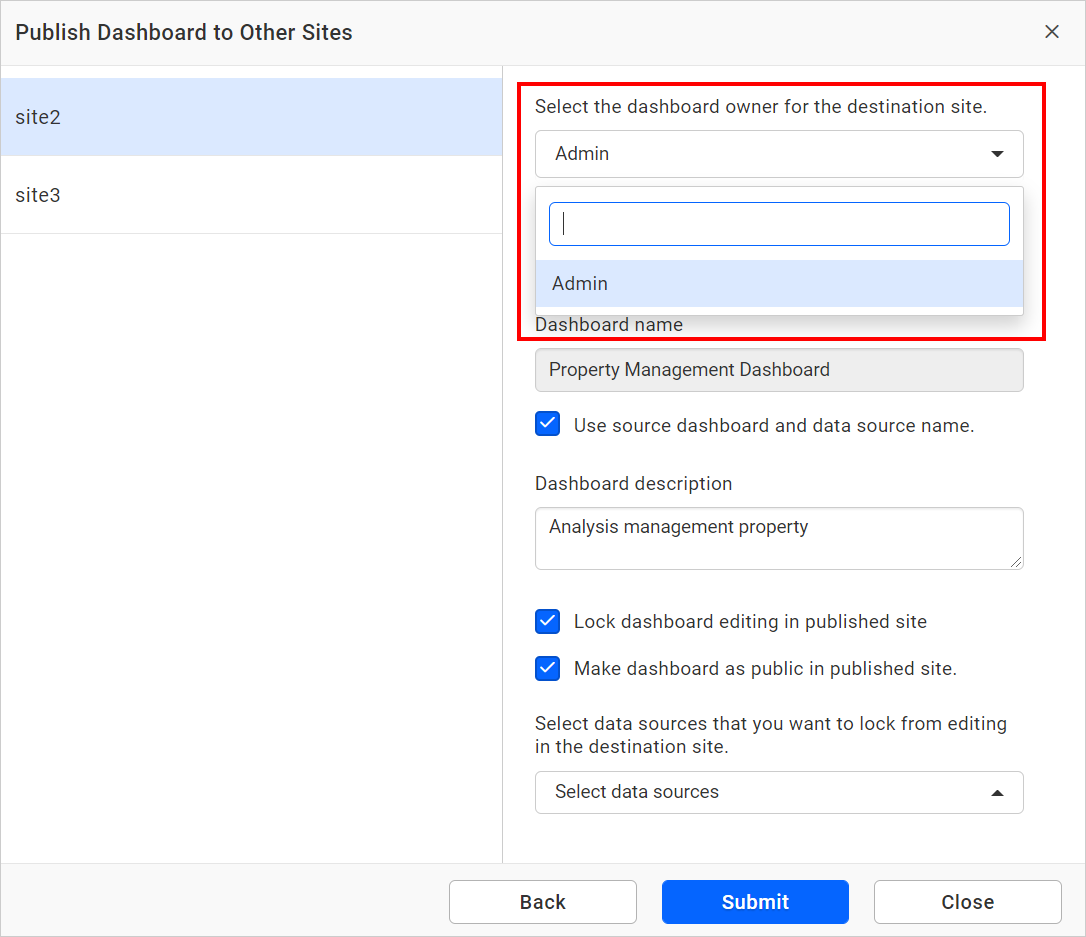 Publish Dashboard to Other Sites
site2
site3
Select the dashboard owner for the destination site.
Admin
Admin
Dashboard name
Property Management Dashboard
Use source dashboard and data source name.
Dashboard description
Analysis management property
Lock dashboard editing in published site
Make dashboard as public in published site.
Select data sources that you want to lock from editing
in the destination site.
Select data sources
Back
Submit
Close